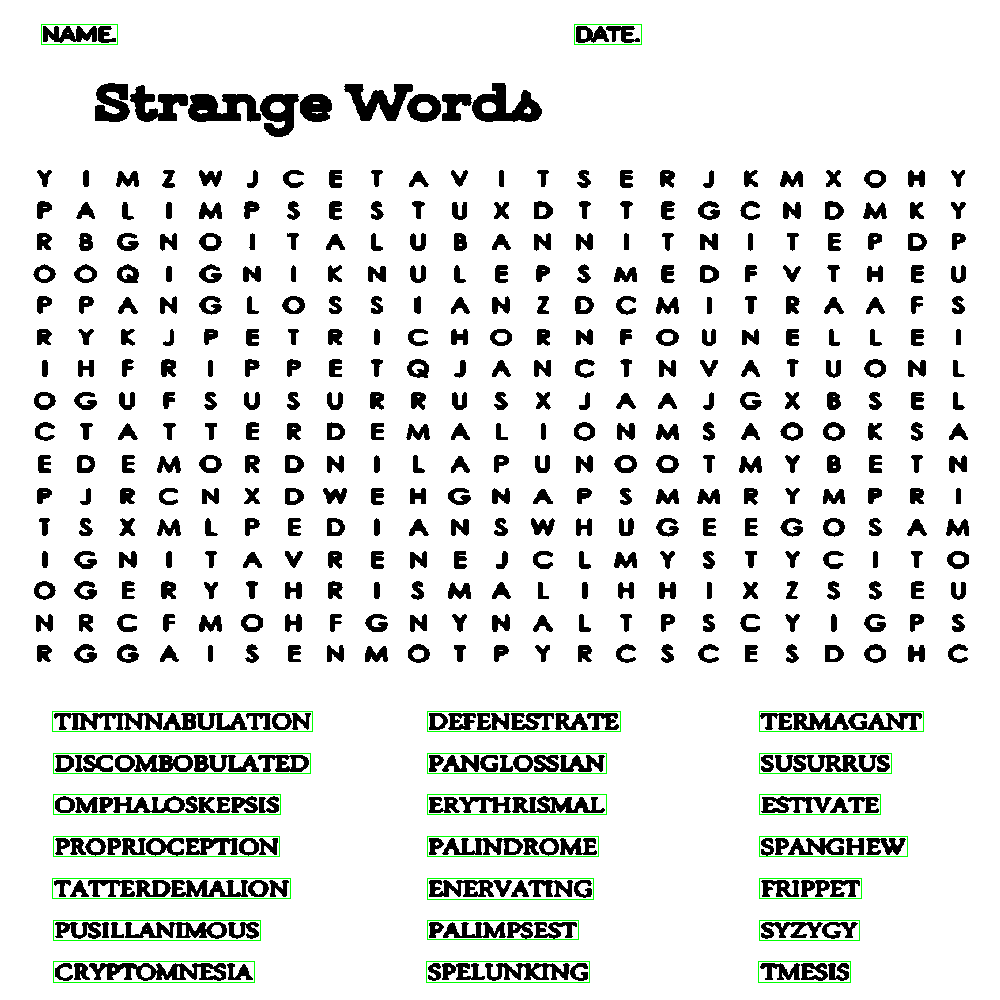 NAME. DATE.
Strange Words
Y I M Z W J C E T A V I T S E R J K M X O H Y
P A L I M P S E S T U X D T T E G C N D M K Y
R B G N O I T A L U B A N N I T N I T E P D P
O O Q I G N I K N U L E P S M E D F V T H E U
P P A N G L O S S I A N Z D C M I T R A A F S
R Y K J P E T R I C H O R N F O U N E L L E I
I H F R I P P E T Q J A N C T N V A T U O N L
O G U F S U S U R R U S X J A A J G X B S E L
C T A T T E R D E M A L I O N M S A O O K S A
E D E M O R D N I L A P U N O O T M Y B E T N
P J R C N X D W E H G N A P S M M R Y M P R I
T S X M L P E D I A N S W H U G E E G O S A M
I G N I T A V R E N E J C L M Y S T Y C I T O
O G E R Y T H R I S M A L I H H I X Z S S E U
N R C F M O H F G N Y N A L T P S C Y I G P S
R G G A I S E N M O T P Y R C S C E S D O H C
TINTINNABULATION DEFENESTRATE TERMAGANT
DISCOMBOBULATED PANGLOSSIAN SUSURRUS
OMPHALOSKEPSIS ERYTHRISMAL ESTIVATE
PROPRIOCEPTION PALINDROME SPANGHEW
TATTERDEMALION ENERVATING FRIPPET
PUSILLANIMOUS PALIMPSEST SYZYGY
CRYPTOMNESIA SPELUNKING TMESIS